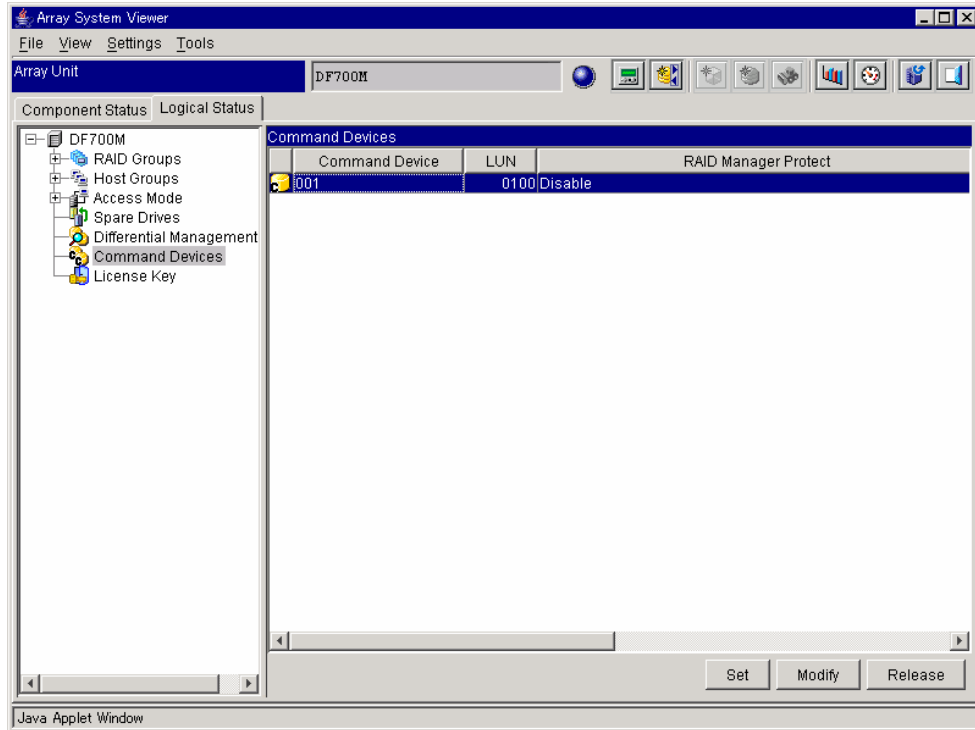 Array System Viewer
File View Settings Tools
Array Unit DF700M
Component Status Logical Status
DF700M
RAID Groups
Host Groups
Access Mode
Spare Drives
Differential Management
Command Devices
License Key
Command Devices
Command Device LUN RAID Manager Protect
001 0100 Disable
Set Modify Release
Java Applet Window